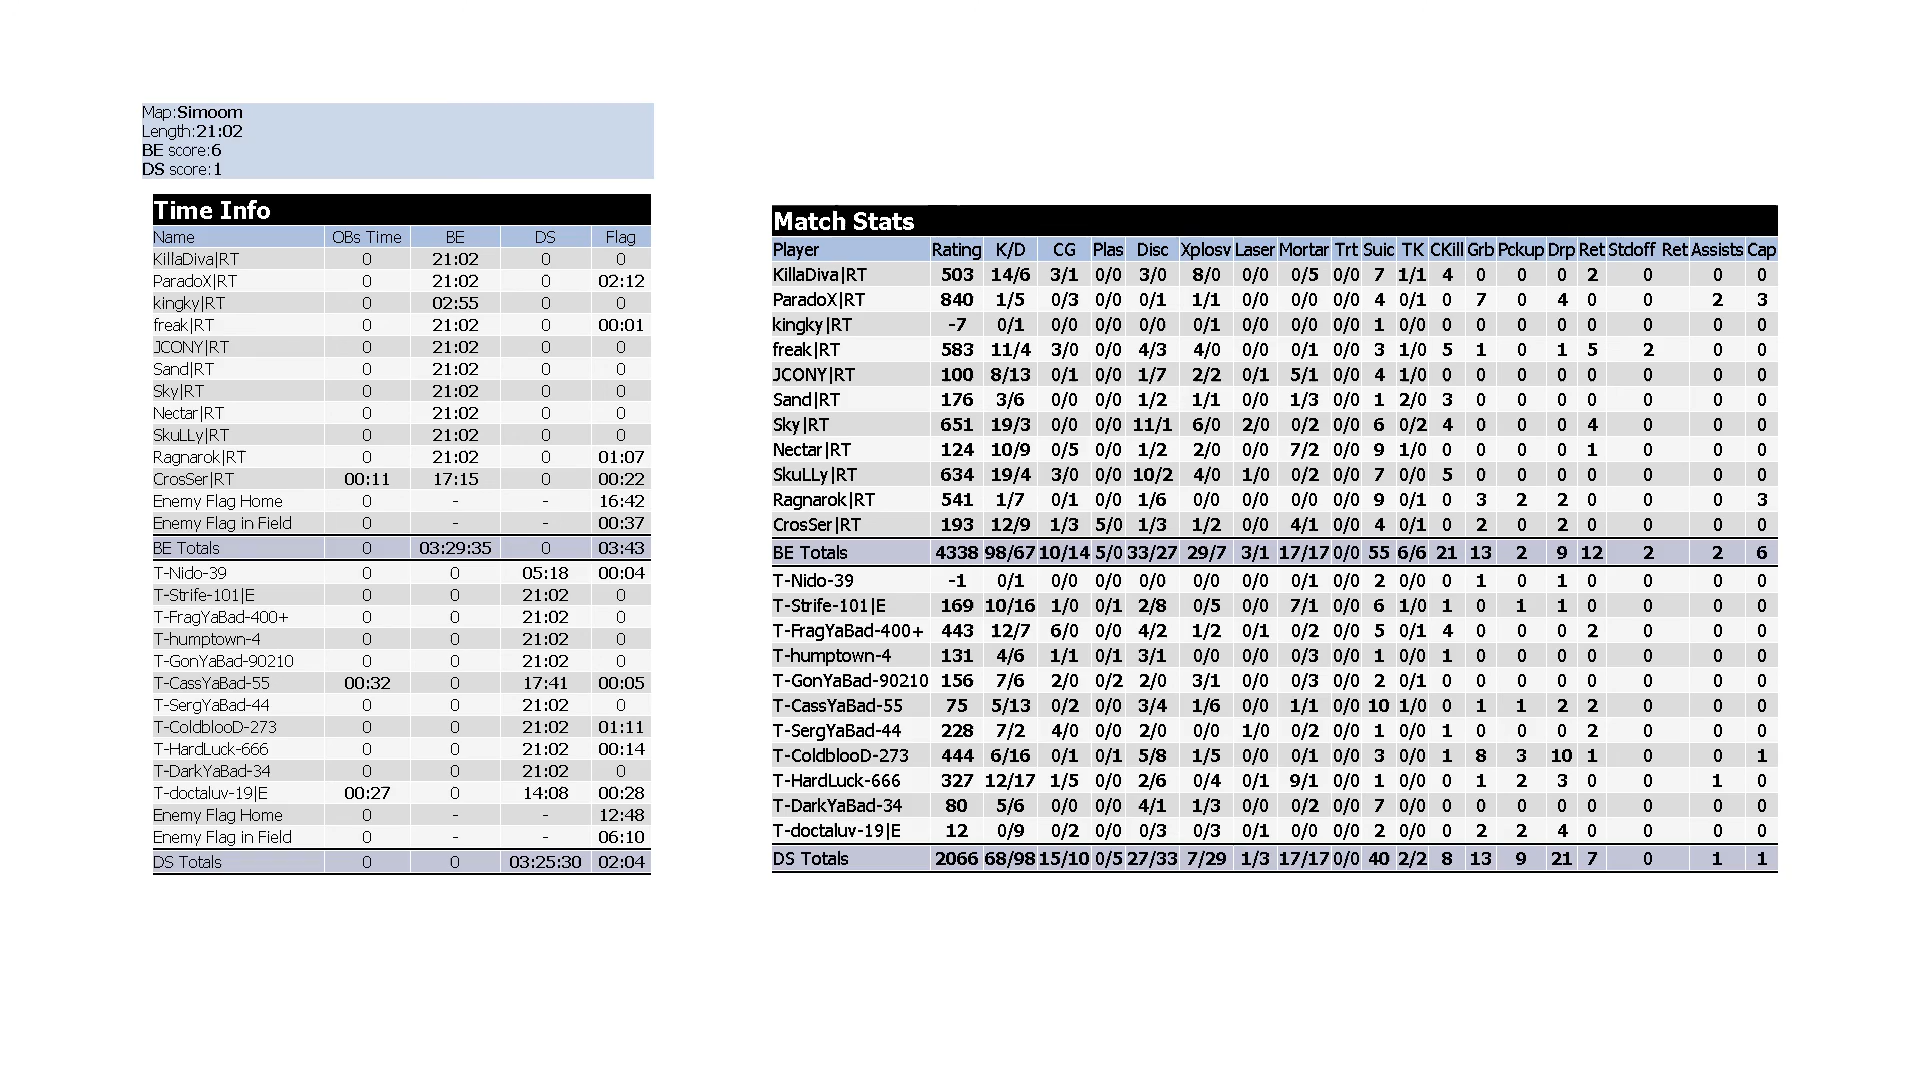 Map:Simoom
Length:21:02
BE score:6
DS score:1
Time Info
Name OBs Time BE DS Flag
KillaDiva|RT 0 21:02 0 0
ParadoX|RT 0 21:02 0 02:12
kingky|RT 0 02:55 0 0
freak|RT 0 21:02 0 00:01
JCONY|RT 0 21:02 0 0
Sand|RT 0 21:02 0 0
Sky|RT 0 21:02 0 0
Nectar|RT 0 21:02 0 0
SkuLLy|RT 0 21:02 0 0
Ragnarok|RT 0 21:02 0 01:07
CrosSer|RT 00:11 17:15 0 00:22
Enemy Flag Home 0 - - 16:42
Enemy Flag in Field 0 - - 00:37
BE Totals 0 03:29:35 0 03:43
T-Nido-39 0 0 05:18 00:04
T-Strife-101|E 0 0 21:02 0
T-FragYaBad-400+ 0 0 21:02 0
T-humptown-4 0 0 21:02 0
T-GonYaBad-90210 0 0 21:02 0
T-CassYaBad-55 00:32 0 17:41 00:05
T-SergYaBad-44 0 0 21:02 0
T-ColdblooD-273 0 0 21:02 01:11
T-HardLuck-666 0 0 21:02 00:14
T-DarkYaBad-34 0 0 21:02 0
T-doctaluv-19|E 00:27 0 14:08 00:28
Enemy Flag Home 0 - - 12:48
Enemy Flag in Field 0 - - 06:10
DS Totals 0 0 03:25:30 02:04
Match Stats
Player Rating K/D CG Plas Disc Xplosv Laser Mortar Trt Suic TK CKill Grb Pckup Drp Ret Stdoff Ret Assists Cap
KillaDiva|RT 503 14/6 3/1 0/0 3/0 8/0 0/0 0/5 0/0 7 1/1 4 0 0 0 2 0 0 0
ParadoX|RT 840 1/5 0/3 0/0 0/1 1/1 0/0 0/0 0/0 4 0/1 0 7 0 4 0 0 2 3
kingky|RT -7 0/1 0/0 0/0 0/0 0/1 0/0 0/0 0/0 1 0/0 0 0 0 0 0 0 0 0
freak|RT 583 11/4 3/0 0/0 4/3 4/0 0/0 0/1 0/0 3 1/0 5 1 0 1 5 2 0 0
JCONY|RT 100 8/13 0/1 0/0 1/7 2/2 0/1 5/1 0/0 4 1/0 0 0 0 0 0 0 0 0
Sand|RT 176 3/6 0/0 0/0 1/2 1/1 0/0 1/3 0/0 1 2/0 3 0 0 0 0 0 0 0
Sky|RT 651 19/3 0/0 0/0 11/1 6/0 2/0 0/2 0/0 6 0/2 4 0 0 0 4 0 0 0
Nectar|RT 124 10/9 0/5 0/0 1/2 2/0 0/0 7/2 0/0 9 1/0 0 0 0 0 1 0 0 0
SkuLLy|RT 634 19/4 3/0 0/0 10/2 4/0 1/0 0/2 0/0 7 0/0 5 0 0 0 0 0 0 0
Ragnarok|RT 541 1/7 0/1 0/0 1/6 0/0 0/0 0/0 0/0 9 0/1 0 3 2 2 0 0 0 3
CrosSer|RT 193 12/9 1/3 5/0 1/3 1/2 0/0 4/1 0/0 4 0/1 0 2 0 2 0 0 0 0
BE Totals 4338 98/67 10/14 5/0 33/27 29/7 3/1 17/17 0/0 55 6/6 21 13 2 9 12 2 2 6
T-Nido-39 -1 0/1 0/0 0/0 0/0 0/0 0/0 0/1 0/0 2 0/0 0 1 0 1 0 0 0 0
T-Strife-101|E 169 10/16 1/0 0/1 2/8 0/5 0/0 7/1 0/0 6 1/0 1 0 1 1 0 0 0 0
T-FragYaBad-400+ 443 12/7 6/0 0/0 4/2 1/2 0/1 0/2 0/0 5 0/1 4 0 0 0 2 0 0 0
T-humptown-4 131 4/6 1/1 0/1 3/1 0/0 0/0 0/3 0/0 1 0/0 1 0 0 0 0 0 0 0
T-GonYaBad-90210 156 7/6 2/0 0/2 2/0 3/1 0/0 0/3 0/0 2 0/1 0 0 0 0 0 0 0 0
T-CassYaBad-55 75 5/13 0/2 0/0 3/4 1/6 0/0 1/1 0/0 10 1/0 0 1 1 2 2 0 0 0
T-SergYaBad-44 228 7/2 4/0 0/0 2/0 0/0 1/0 0/2 0/0 1 0/0 1 0 0 0 2 0 0 0
T-ColdblooD-273 444 6/16 0/1 0/1 5/8 1/5 0/0 0/1 0/0 3 0/0 1 8 3 10 1 0 0 1
T-HardLuck-666 327 12/17 1/5 0/0 2/6 0/4 0/1 9/1 0/0 1 0/0 0 1 2 3 0 0 1 0
T-DarkYaBad-34 80 5/6 0/0 0/0 4/1 1/3 0/0 0/2 0/0 7 0/0 0 0 0 0 0 0 0 0
T-doctaluv-19|E 12 0/9 0/2 0/0 0/3 0/3 0/1 0/0 0/0 2 0/0 0 2 2 4 0 0 0 0
DS Totals 2066 68/98 15/10 0/5 27/33 7/29 1/3 17/17 0/0 40 2/2 8 13 9 21 7 0 1 1